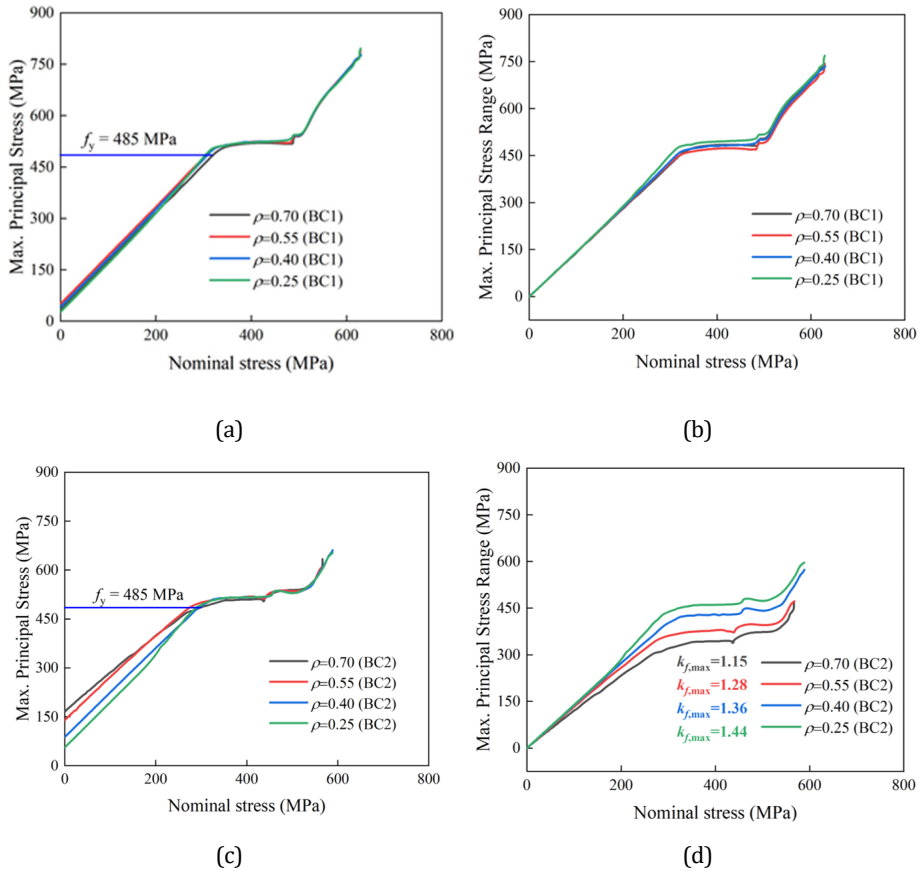 900
750
600
450
300
150
0
Max. Principal Stress (MPa)
fy = 485 MPa
ρ=0.70 (BC1)
ρ=0.55 (BC1)
ρ=0.40 (BC1)
ρ=0.25 (BC1)
0 200 400 600 800
Nominal stress (MPa)
(a)
900
750
600
450
300
150
0
Max. Principal Stress Range (MPa)
ρ=0.70 (BC1)
ρ=0.55 (BC1)
ρ=0.40 (BC1)
ρ=0.25 (BC1)
0 200 400 600 800
Nominal stress (MPa)
(b)
900
750
600
450
300
150
0
Max. Principal Stress (MPa)
fy = 485 MPa
ρ=0.70 (BC2)
ρ=0.55 (BC2)
ρ=0.40 (BC2)
ρ=0.25 (BC2)
0 200 400 600 800
Nominal stress (MPa)
(c)
900
750
600
450
300
150
0
Max. Principal Stress Range (MPa)
kf,max=1.15 ρ=0.70 (BC2)
kf,max=1.28 ρ=0.55 (BC2)
kf,max=1.36 ρ=0.40 (BC2)
kf,max=1.44 ρ=0.25 (BC2)
0 200 400 600 800
Nominal stress (MPa)
(d)